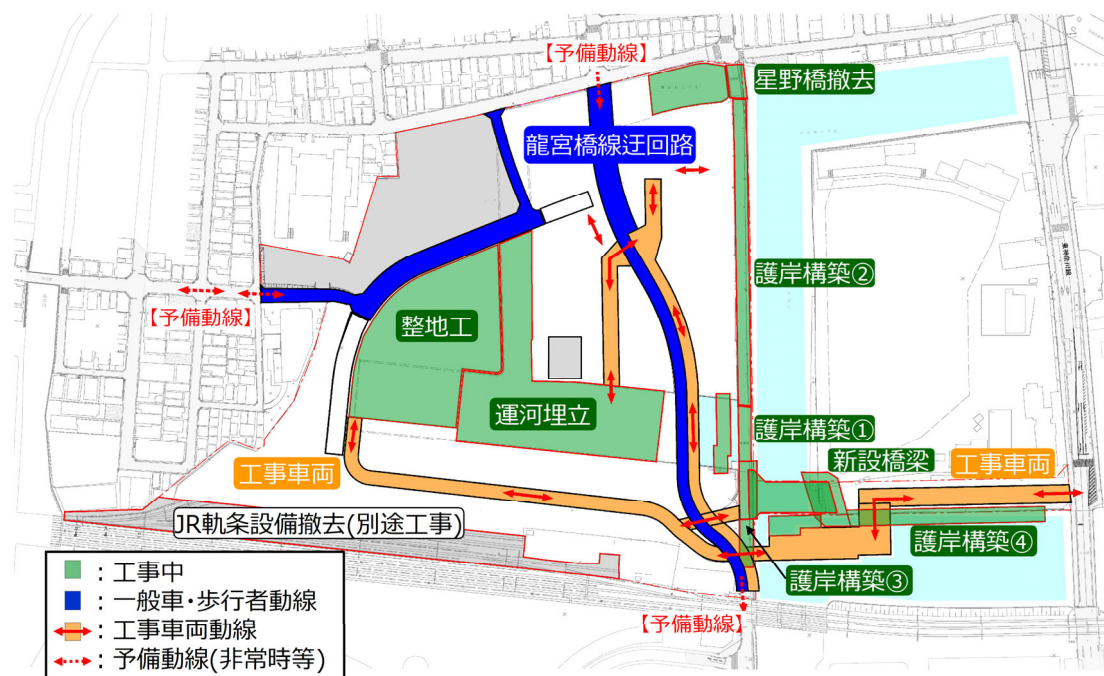 【予備動線】
星野橋撤去
龍宮橋線迂回路
護岸構築②
【予備動線】
整地工
運河埋立
護岸構築①
新設橋梁
工事車両
工事車両
JR軌条設備撤去(別途工事)
護岸構築④
護岸構築③
【予備動線】
：工事中
：一般車・歩行者動線
：工事車両動線
：予備動線(非常時等)